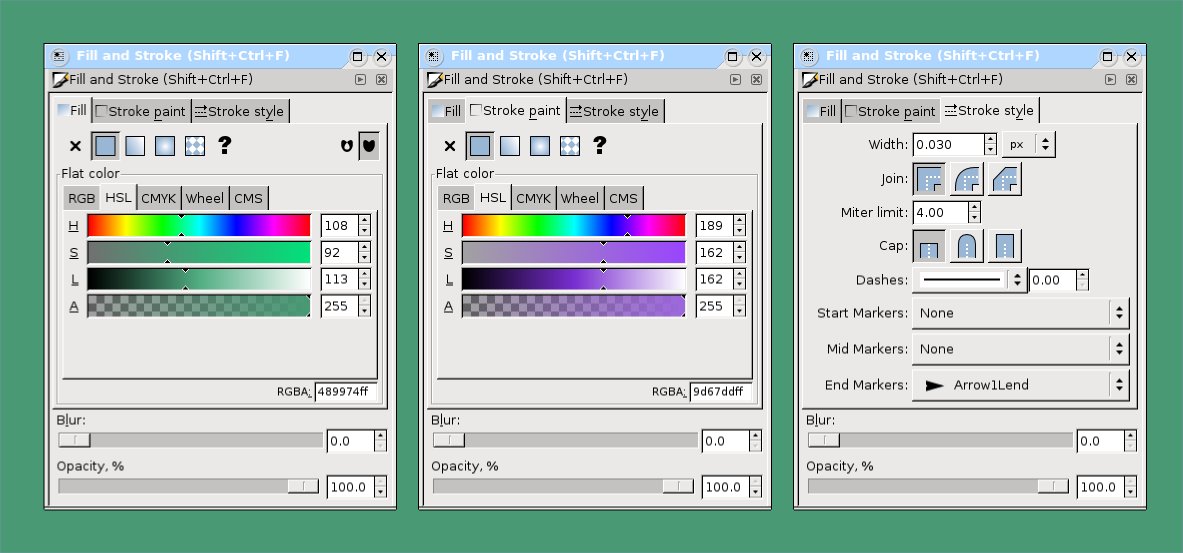 Fill and Stroke (Shift+Ctrl+F)
Fill and Stroke (Shift+Ctrl+F)
Fill Stroke paint Stroke style
?
Flat color
RGB HSL CMYK Wheel CMS
H 108
S 92
L 113
A 255
RGBA: 489974ff
Blur:
0.0
Opacity, %
100.0
Fill and Stroke (Shift+Ctrl+F)
Fill and Stroke (Shift+Ctrl+F)
Fill Stroke paint Stroke style
?
Flat color
RGB HSL CMYK Wheel CMS
H 189
S 162
L 162
A 255
RGBA: 9d67ddff
Blur:
0.0
Opacity, %
100.0
Fill and Stroke (Shift+Ctrl+F)
Fill and Stroke (Shift+Ctrl+F)
Fill Stroke paint Stroke style
Width: 0.030 px
Join:
Miter limit: 4.00
Cap:
Dashes: 0.00
Start Markers: None
Mid Markers: None
End Markers: Arrow1Lend
Blur:
0.0
Opacity, %
100.0